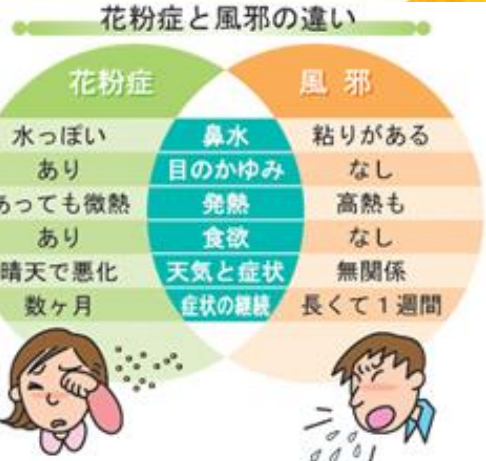 花粉症と風邪の違い
花粉症 風邪
水っぽい 鼻水 粘りがある
あり 目のかゆみ なし
あっても微熱 発熱 高熱も
あり 食欲 なし
晴天で悪化 天気と症状 無関係
数ヶ月 症状の継続 長くて1週間